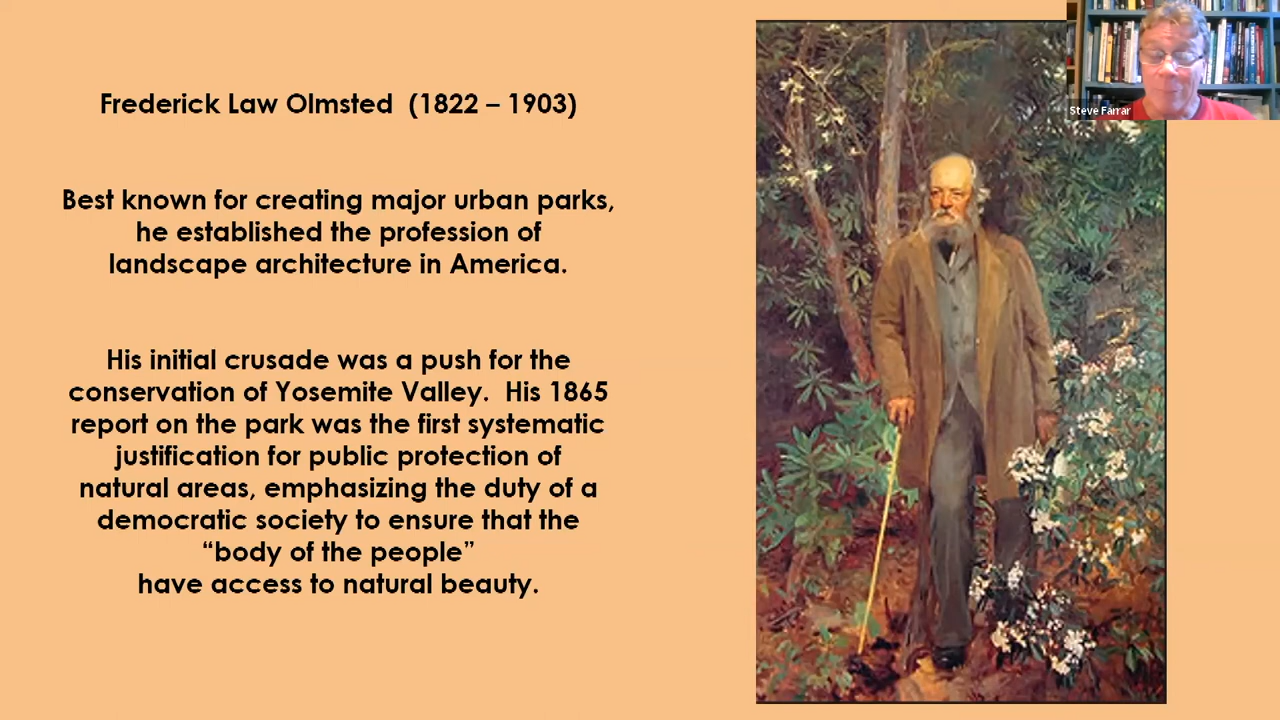 Frederick Law Olmsted (1822 – 1903)
Best known for creating major urban parks,
he established the profession of
landscape architecture in America.
His initial crusade was a push for the
conservation of Yosemite Valley. His 1865
report on the park was the first systematic
justification for public protection of
natural areas, emphasizing the duty of a
democratic society to ensure that the
“body of the people”
have access to natural beauty.
Steve Farrar